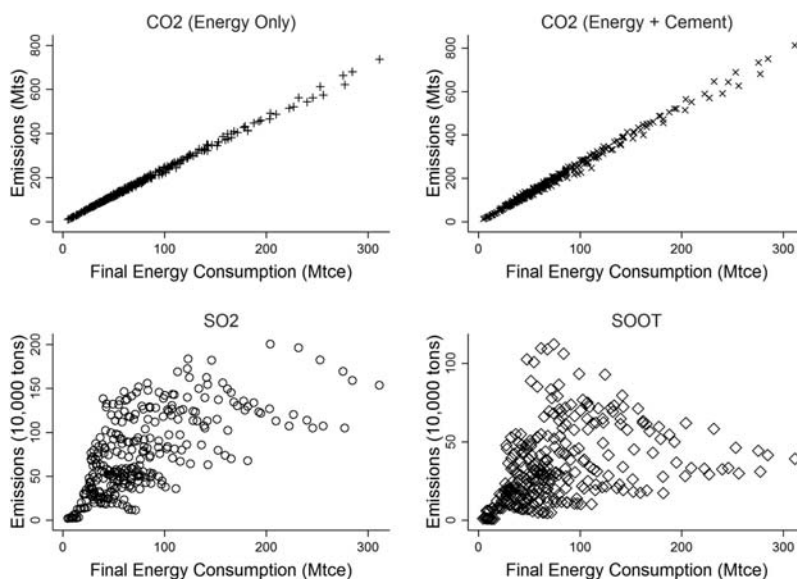 CO2 (Energy Only)
Emissions (Mts)
0 200 400 600 800
0 100 200 300
Final Energy Consumption (Mtce)
CO2 (Energy + Cement)
Emissions (Mts)
0 200 400 600 800
0 100 200 300
Final Energy Consumption (Mtce)
SO2
Emissions (10,000 tons)
0 50 100 150 200
0 100 200 300
Final Energy Consumption (Mtce)
SOOT
Emissions (10,000 tons)
0 50 100
0 100 200 300
Final Energy Consumption (Mtce)